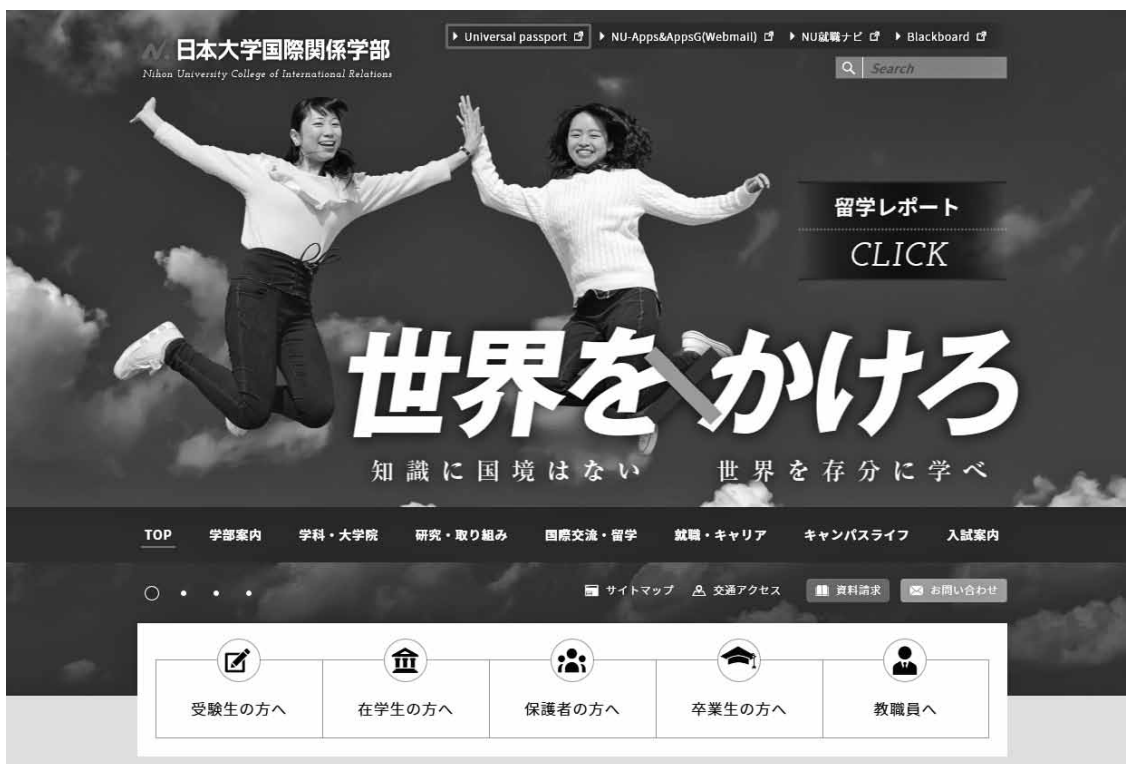 日本大学国際関係学部
Nihon University College of International Relations
Universal passport
NU-Apps&AppsG(Webmail)
NU就職ナビ
Blackboard
Search
留学レポート
CLICK
世界をかけろ
知識に国境はない 世界を存分に学べ
TOP 学部案内 学科・大学院 研究・取り組み 国際交流・留学 就職・キャリア キャンパスライフ 入試案内
サイトマップ 交通アクセス 資料請求 お問い合わせ
受験生の方へ 在学生の方へ 保護者の方へ 卒業生の方へ 教職員へ